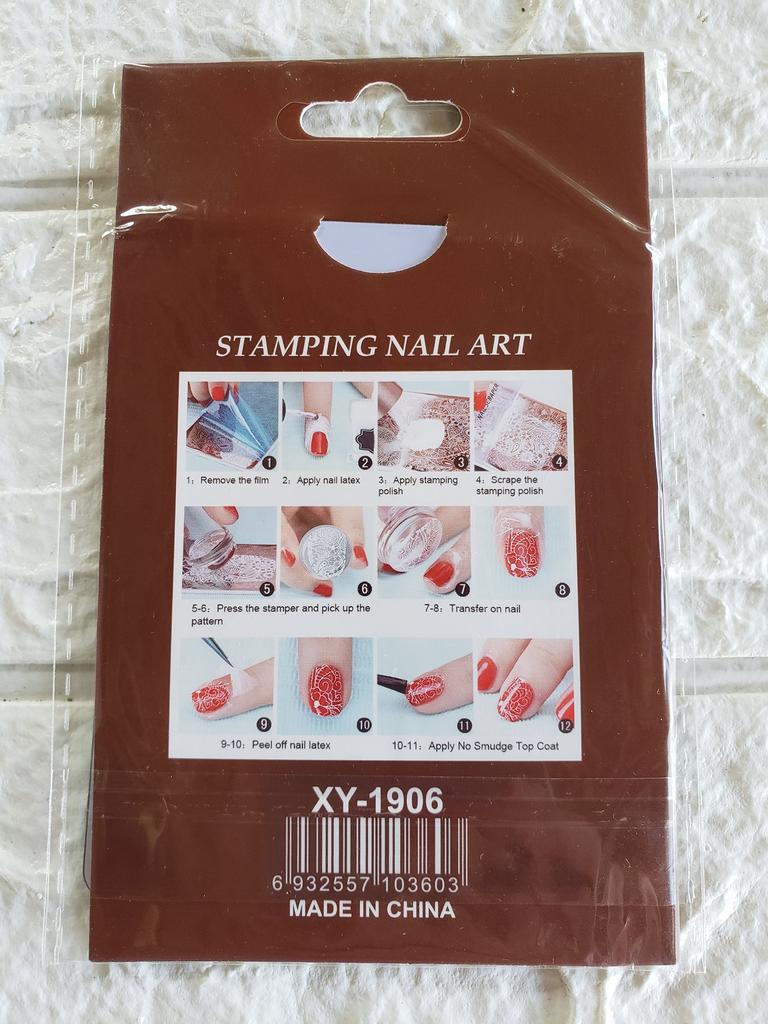 STAMPING NAIL ART
1
2
3
4
1: Remove the film
2: Apply nail latex
3: Apply stamping
polish
4: Scrape the
stamping polish
5
6
7
8
5-6: Press the stamper and pick up the
pattern
7-8: Transfer on nail
9
10
11
12
9-10: Peel off nail latex
10-11: Apply No Smudge Top Coat
XY-1906
6 932557 103603
MADE IN CHINA